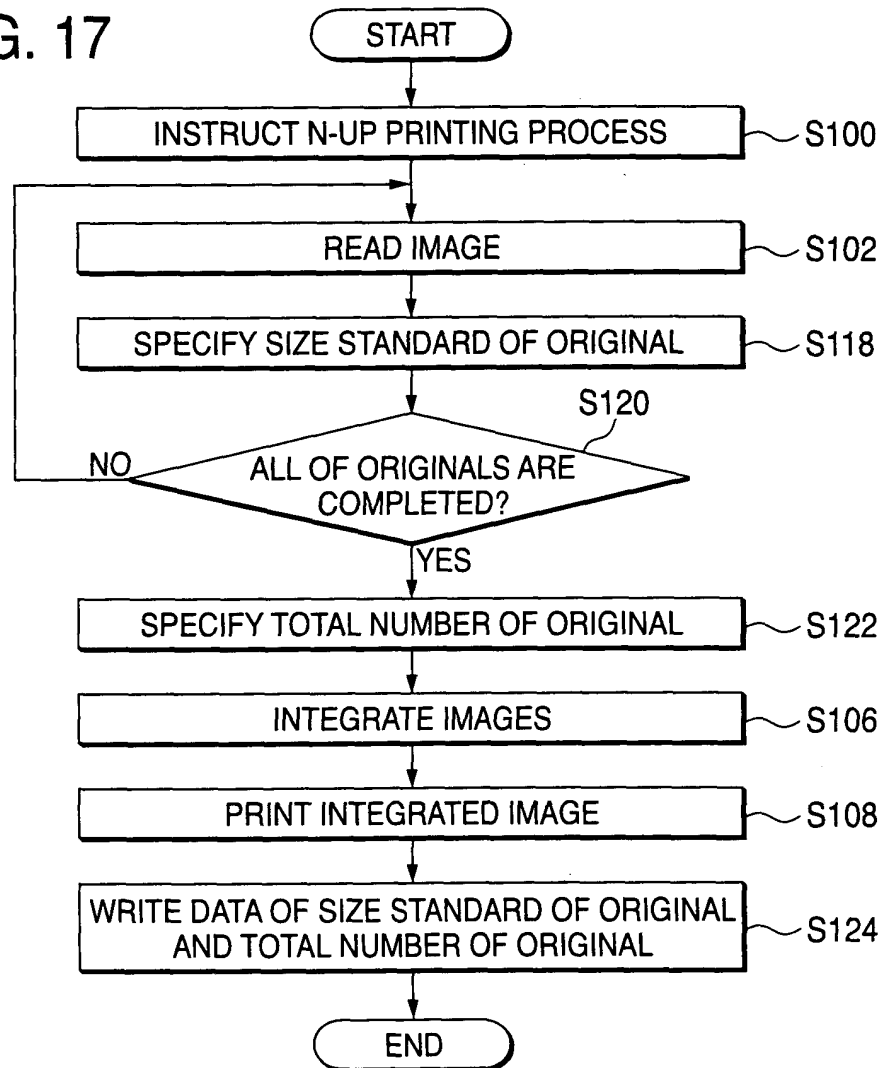 G. 17
START
INSTRUCT N-UP PRINTING PROCESS
S100
READ IMAGE
S102
SPECIFY SIZE STANDARD OF ORIGINAL
S118
S120
NO
ALL OF ORIGINALS ARE
COMPLETED?
YES
SPECIFY TOTAL NUMBER OF ORIGINAL
S122
INTEGRATE IMAGES
S106
PRINT INTEGRATED IMAGE
S108
WRITE DATA OF SIZE STANDARD OF ORIGINAL
AND TOTAL NUMBER OF ORIGINAL
S124
END